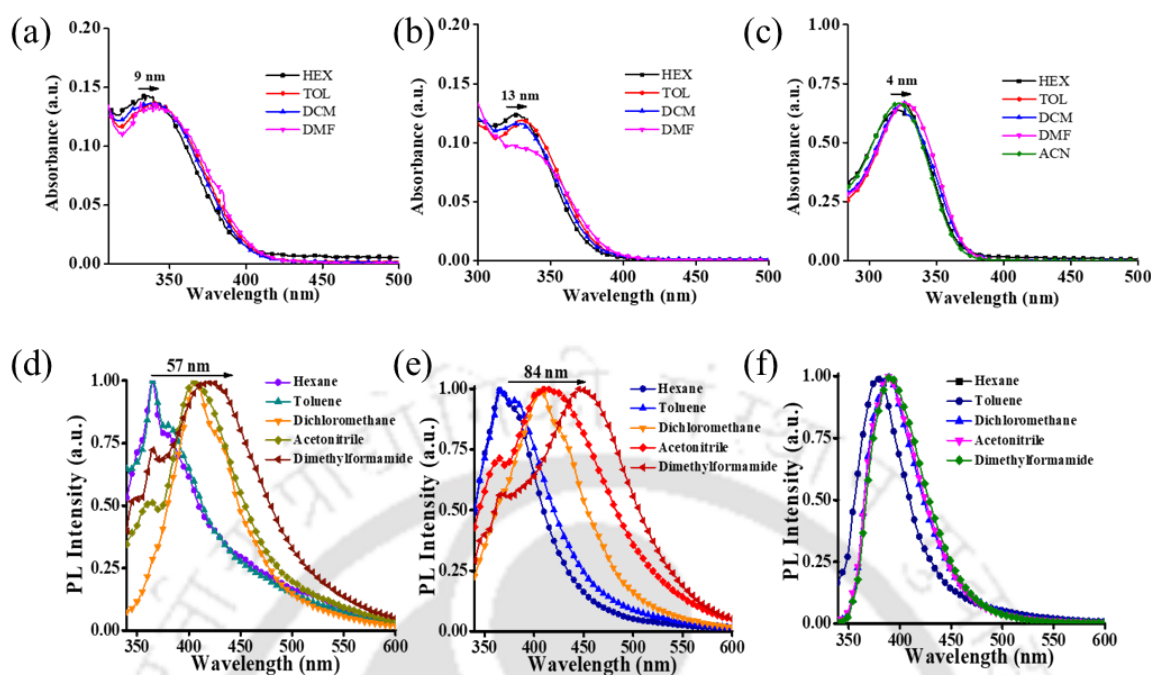 (a)
9 nm
HEX
TOL
DCM
DMF
Absorbance (a.u.)
0.20
0.15
0.10
0.05
0.00
350
400
450
500
Wavelength (nm)
(b)
13 nm
HEX
TOL
DCM
DMF
Absorbance (a.u.)
0.20
0.15
0.10
0.05
0.00
300
350
400
450
500
Wavelength (nm)
(c)
4 nm
HEX
TOL
DCM
DMF
ACN
Absorbance (a.u.)
1.00
0.75
0.50
0.25
0.00
300
350
400
450
500
Wavelength (nm)
(d)
57 nm
Hexane
Toluene
Dichloromethane
Acetonitrile
Dimethylformamide
PL Intensity (a.u.)
1.00
0.75
0.50
0.25
0.00
350
400
450
500
550
600
Wavelength (nm)
(e)
84 nm
Hexane
Toluene
Dichloromethane
Acetonitrile
Dimethylformamide
PL Intensity (a.u.)
1.00
0.75
0.50
0.25
0.00
350
400
450
500
550
600
Wavelength (nm)
(f)
Hexane
Toluene
Dichloromethane
Acetonitrile
Dimethylformamide
PL Intensity (a.u.)
1.00
0.75
0.50
0.25
0.00
350
400
450
500
550
600
Wavelength (nm)